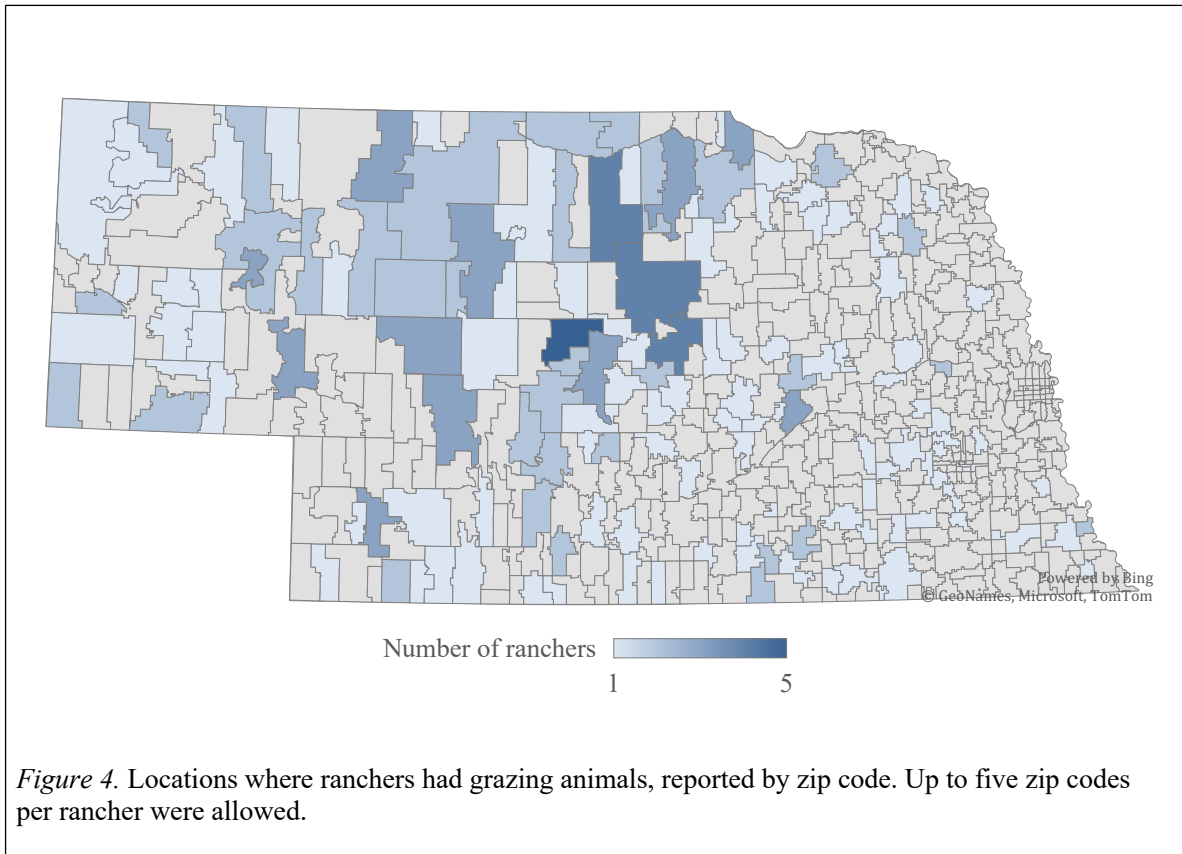 Powered by Bing
© GeoNames, Microsoft, TomTom
Number of ranchers
1 5
Figure 4. Locations where ranchers had grazing animals, reported by zip code. Up to five zip codes
per rancher were allowed.